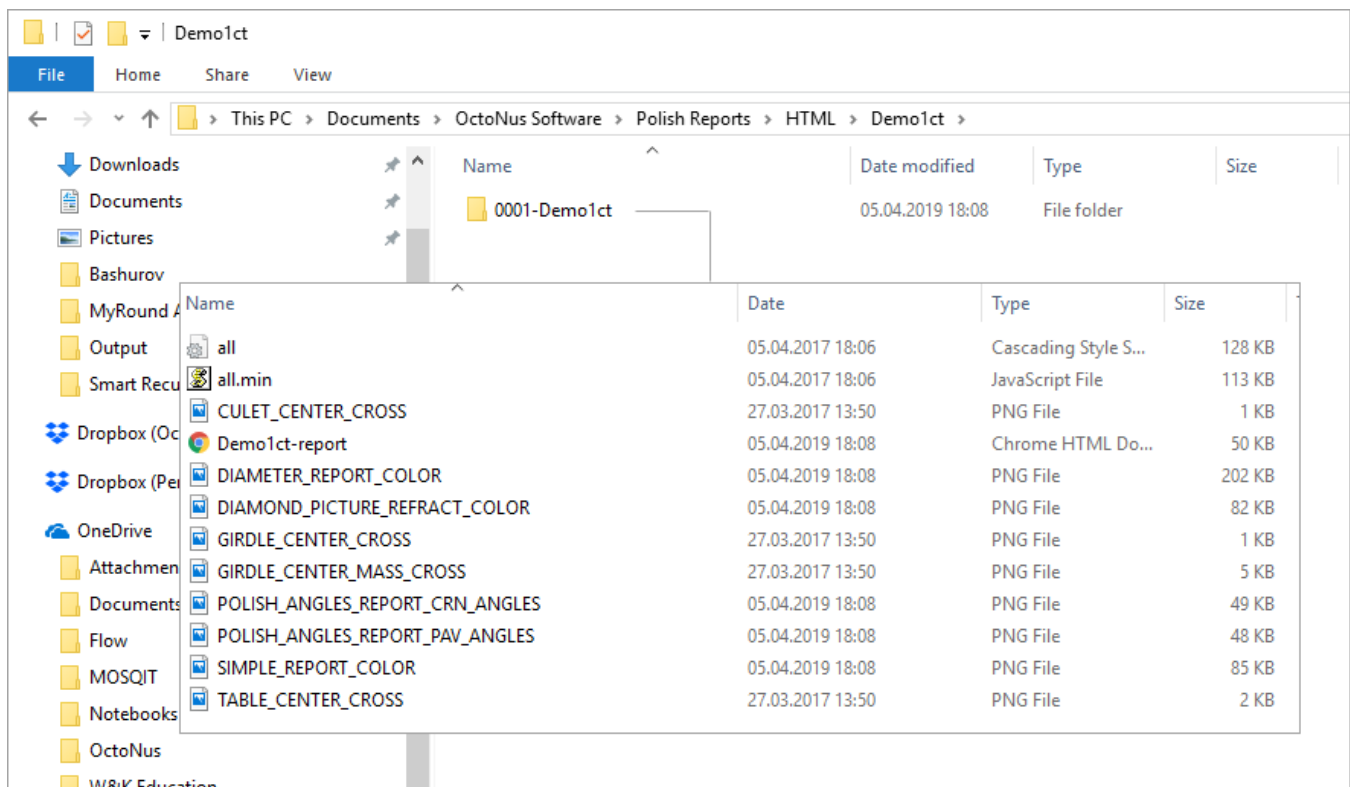 Demo1ct
File Home Share View
This PC > Documents > OctoNus Software > Polish Reports > HTML > Demo1ct >
Downloads
Documents
Pictures
Bashurov
MyRound A
Output
Smart Recu
Dropbox (Oc
Dropbox (Per
OneDrive
Attachmen
Documents
Flow
MOSQIT
Notebooks
OctoNus
W&K Education
Name Date modified Type Size
0001-Demo1ct 05.04.2019 18:08 File folder
Name Date Type Size
all 05.04.2017 18:06 Cascading Style S... 128 KB
all.min 05.04.2017 18:06 JavaScript File 113 KB
CULET_CENTER_CROSS 27.03.2017 13:50 PNG File 1 KB
Demo1ct-report 05.04.2019 18:08 Chrome HTML Do... 50 KB
DIAMETER_REPORT_COLOR 05.04.2019 18:08 PNG File 202 KB
DIAMOND_PICTURE_REFRACT_COLOR 05.04.2019 18:08 PNG File 82 KB
GIRDLE_CENTER_CROSS 27.03.2017 13:50 PNG File 1 KB
GIRDLE_CENTER_MASS_CROSS 27.03.2017 13:50 PNG File 5 KB
POLISH_ANGLES_REPORT_CRN_ANGLES 05.04.2019 18:08 PNG File 49 KB
POLISH_ANGLES_REPORT_PAV_ANGLES 05.04.2019 18:08 PNG File 48 KB
SIMPLE_REPORT_COLOR 05.04.2019 18:08 PNG File 85 KB
TABLE_CENTER_CROSS 27.03.2017 13:50 PNG File 2 KB